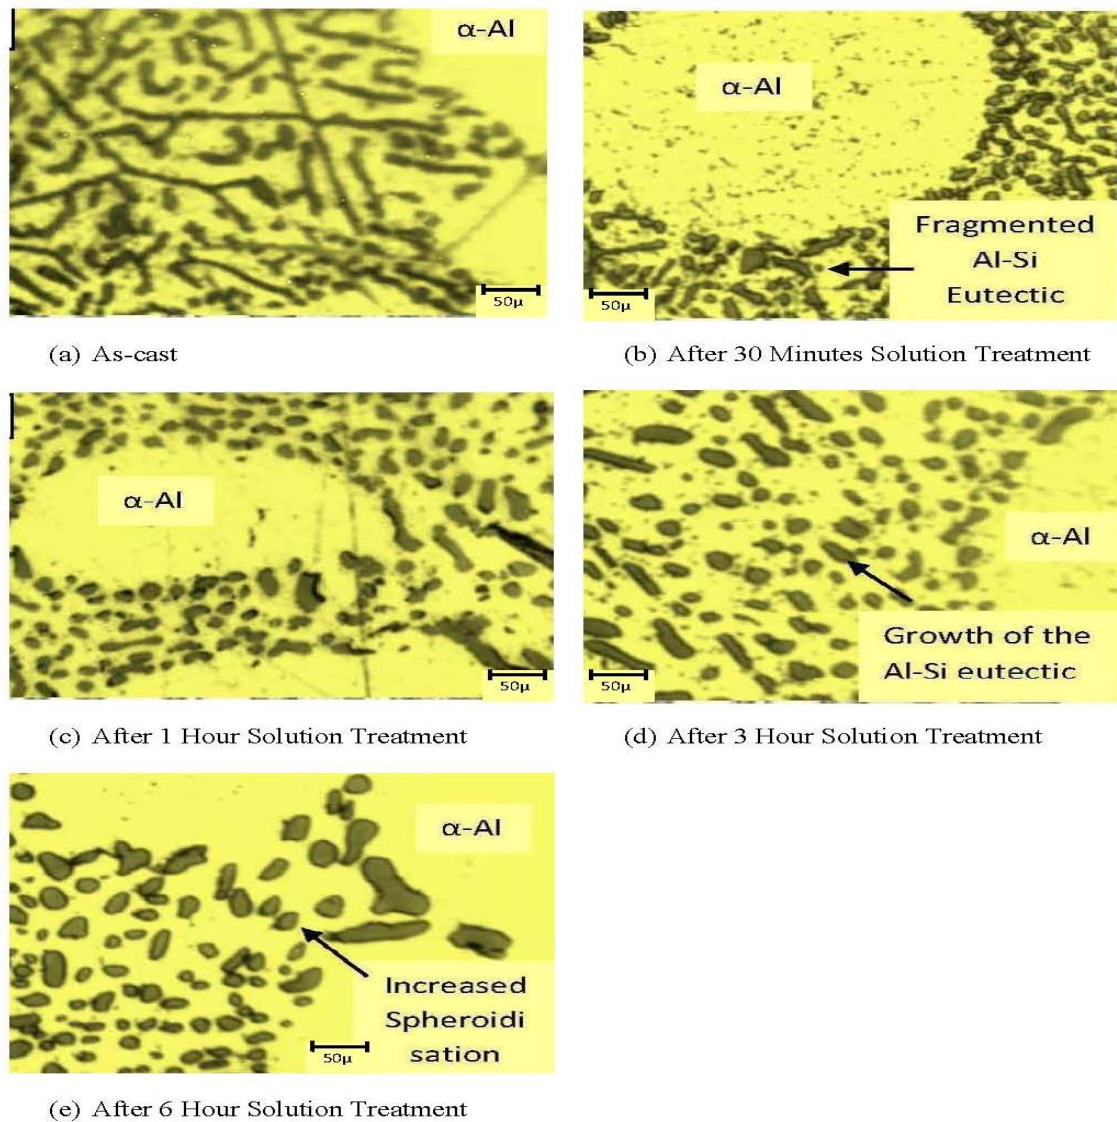 α-Al
50μ
(a) As-cast
α-Al
Fragmented
Al-Si
Eutectic
50μ
(b) After 30 Minutes Solution Treatment
α-Al
50μ
(c) After 1 Hour Solution Treatment
α-Al
Growth of the
Al-Si eutectic
50μ
(d) After 3 Hour Solution Treatment
α-Al
Increased
Spheroidi
sation
50μ
(e) After 6 Hour Solution Treatment